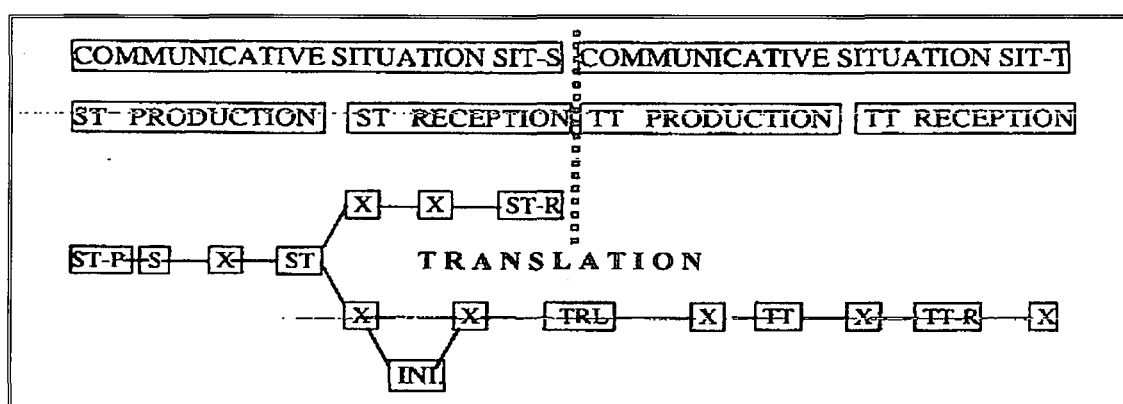 COMMUNICATIVE SITUATION SIT-S COMMUNICATIVE SITUATION SIT-T
ST PRODUCTION ST RECEPTION TT PRODUCTION TT RECEPTION
X X ST-R
ST-P S X ST TRANSLATION
X X TRL X TT X TT-R X
INI.